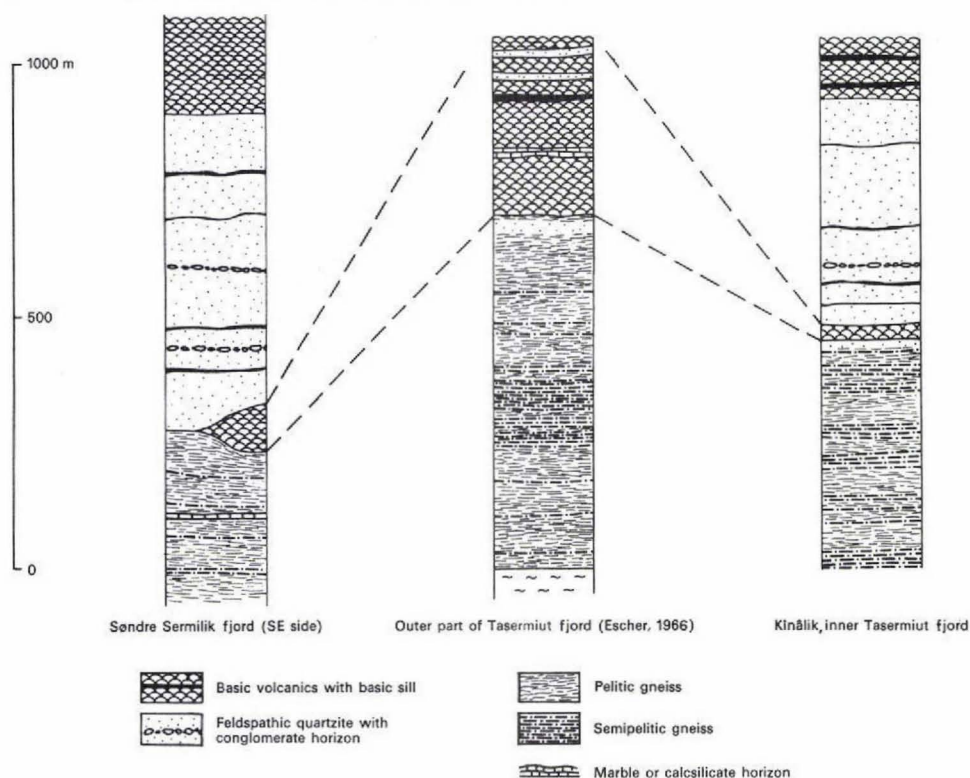 1000 m
500
0
Søndre Sermilik fjord (SE side)
Outer part of Tasermiut fjord (Escher, 1966)
Kînâlik, inner Tasermiut fjord
Basic volcanics with basic sill
Feldspathic quartzite with
conglomerate horizon
Pelitic gneiss
Semipelitic gneiss
Marble or calcsilicate horizon